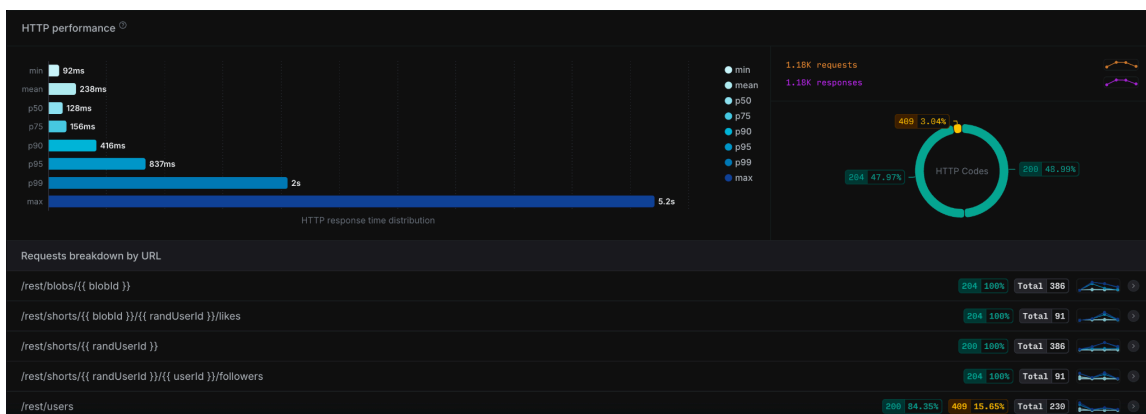 HTTP performance ?
min 92ms
mean 238ms
p50 128ms
p75 156ms
p90 416ms
p95 837ms
p99 2s
max 5.2s
HTTP response time distribution
min
mean
p50
p75
p90
p95
p99
max
1.18K requests
1.18K responses
409 3.04%
204 47.97%
HTTP Codes
200 48.99%
Requests breakdown by URL
/rest/blobs/{{ blobId }} 204 100% Total 386
/rest/shorts/{{ blobId }}/{{ randUserId }}/likes 204 100% Total 91
/rest/shorts/{{ randUserId }} 200 100% Total 386
/rest/shorts/{{ randUserId }}/{{ userId }}/followers 204 100% Total 91
/rest/users 200 84.35% 409 15.65% Total 230